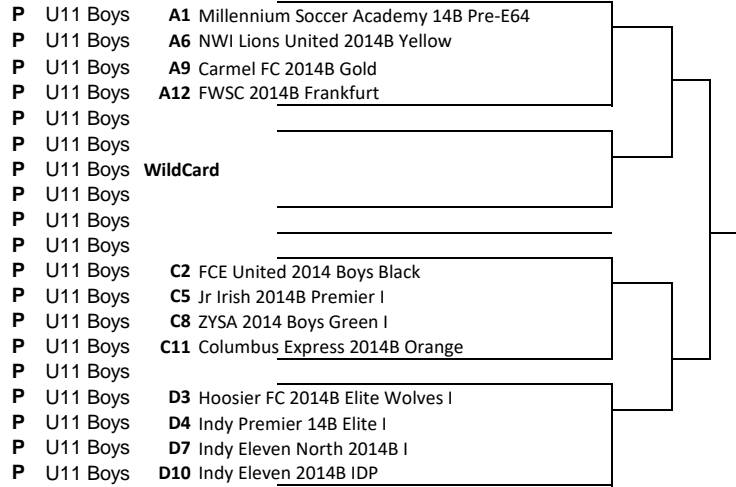 P U11 Boys A1 Millennium Soccer Academy 14B Pre-E64
P U11 Boys A6 NWI Lions United 2014B Yellow
P U11 Boys A9 Carmel FC 2014B Gold
P U11 Boys A12 FWSC 2014B Frankfurt
P U11 Boys
P U11 Boys
P U11 Boys WildCard
P U11 Boys
P U11 Boys
P U11 Boys
P U11 Boys C2 FCE United 2014 Boys Black
P U11 Boys C5 Jr Irish 2014B Premier I
P U11 Boys C8 ZYSA 2014 Boys Green I
P U11 Boys C11 Columbus Express 2014B Orange
P U11 Boys
P U11 Boys D3 Hoosier FC 2014B Elite Wolves I
P U11 Boys D4 Indy Premier 14B Elite I
P U11 Boys D7 Indy Eleven North 2014B I
P U11 Boys D10 Indy Eleven 2014B IDP